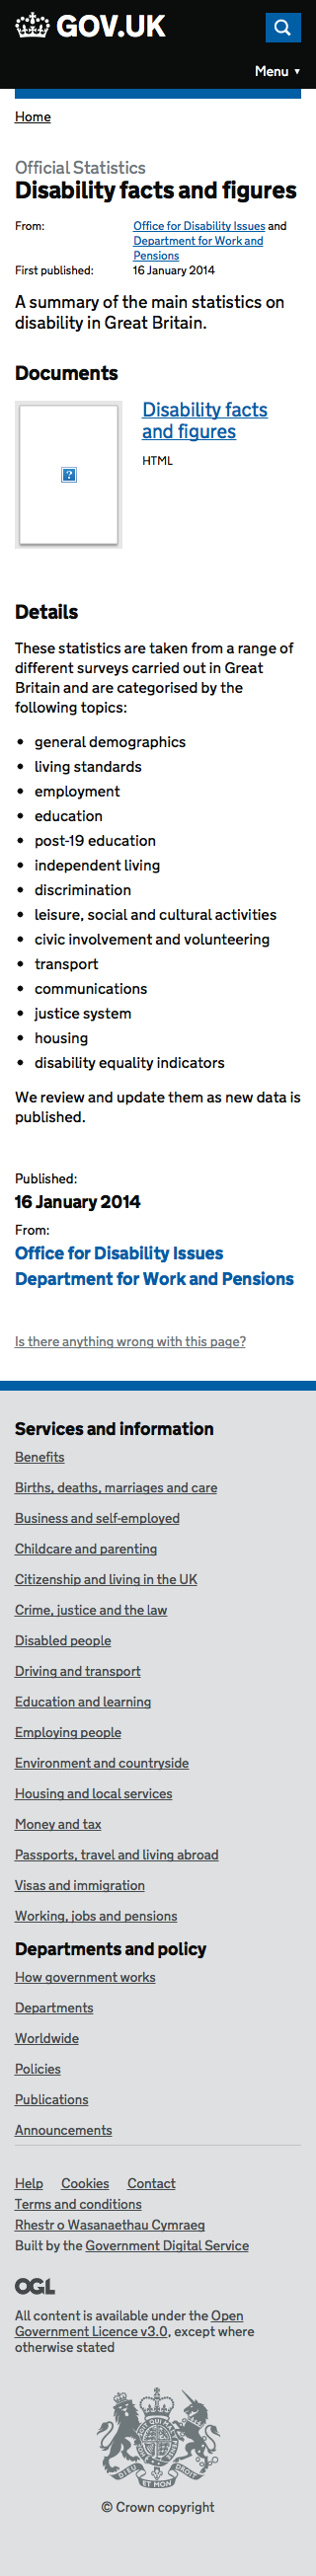 GOV.UK
Menu ▼
Home
Official Statistics
Disability facts and figures
From: Office for Disability Issues and
Department for Work and
Pensions
First published: 16 January 2014
A summary of the main statistics on
disability in Great Britain.
Documents
Disability facts
and figures
HTML
?
Details
These statistics are taken from a range of
different surveys carried out in Great
Britain and are categorised by the
following topics:
• general demographics
• living standards
• employment
• education
• post-19 education
• independent living
• discrimination
• leisure, social and cultural activities
• civic involvement and volunteering
• transport
• communications
• justice system
• housing
• disability equality indicators
We review and update them as new data is
published.
Published:
16 January 2014
From:
Office for Disability Issues
Department for Work and Pensions
Is there anything wrong with this page?
Services and information
Benefits
Births, deaths, marriages and care
Business and self-employed
Childcare and parenting
Citizenship and living in the UK
Crime, justice and the law
Disabled people
Driving and transport
Education and learning
Employing people
Environment and countryside
Housing and local services
Money and tax
Passports, travel and living abroad
Visas and immigration
Working, jobs and pensions
Departments and policy
How government works
Departments
Worldwide
Policies
Publications
Announcements
Help Cookies Contact
Terms and conditions
Rhestr o Wasanaethau Cymraeg
Built by the Government Digital Service
OGL
All content is available under the Open
Government Licence v3.0, except where
otherwise stated
DIEU ET MON DROIT
© Crown copyright